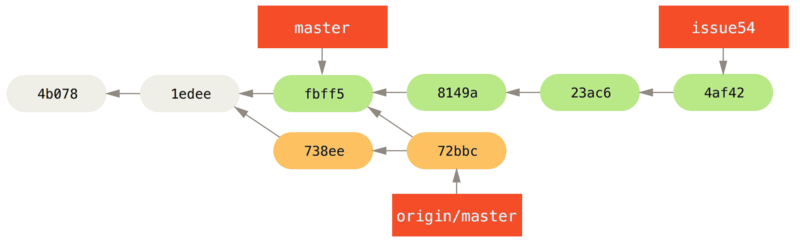 master
issue54
4b078
1edee
fbff5
8149a
23ac6
4af42
738ee
72bbc
origin/master